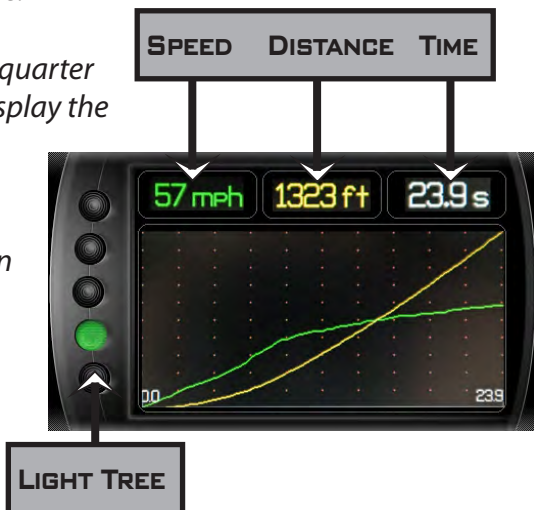 quarter
splay the
SPEED DISTANCE TIME
57 mph 1323 ft 23.9 s
0.0 23.9
LIGHT TREE